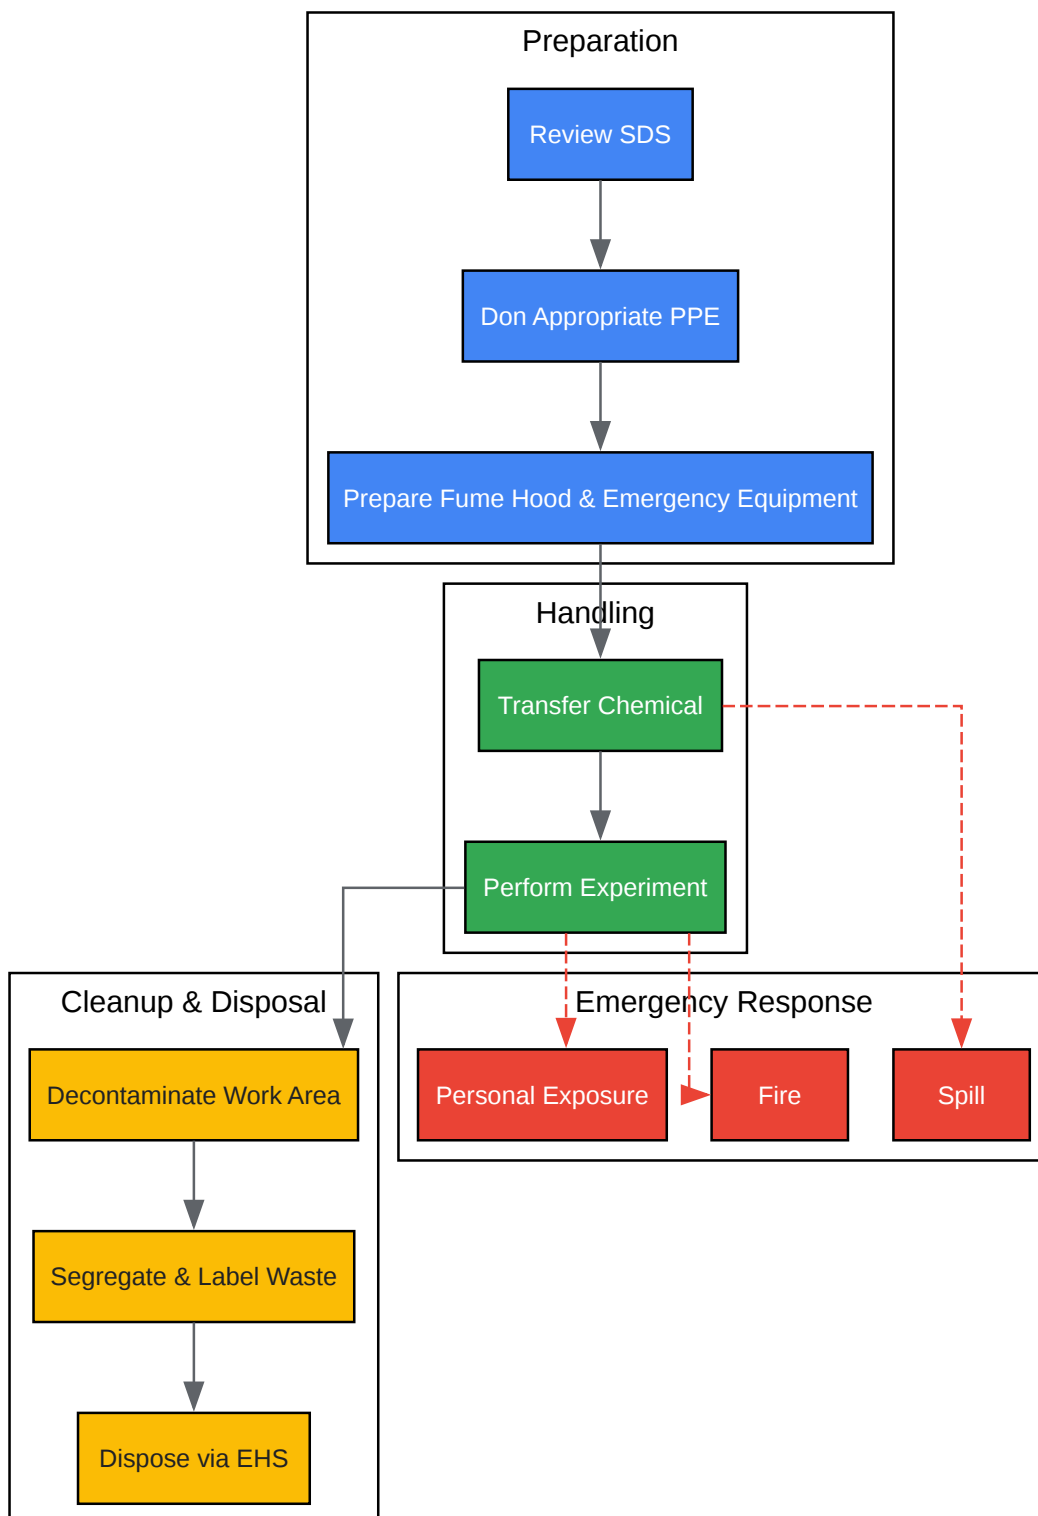 Preparation
Review SDS
Don Appropriate PPE
Prepare Fume Hood & Emergency Equipment
Handling
Transfer Chemical
Perform Experiment
Cleanup & Disposal
Decontaminate Work Area
Segregate & Label Waste
Dispose via EHS
Emergency Response
Personal Exposure
Fire
Spill